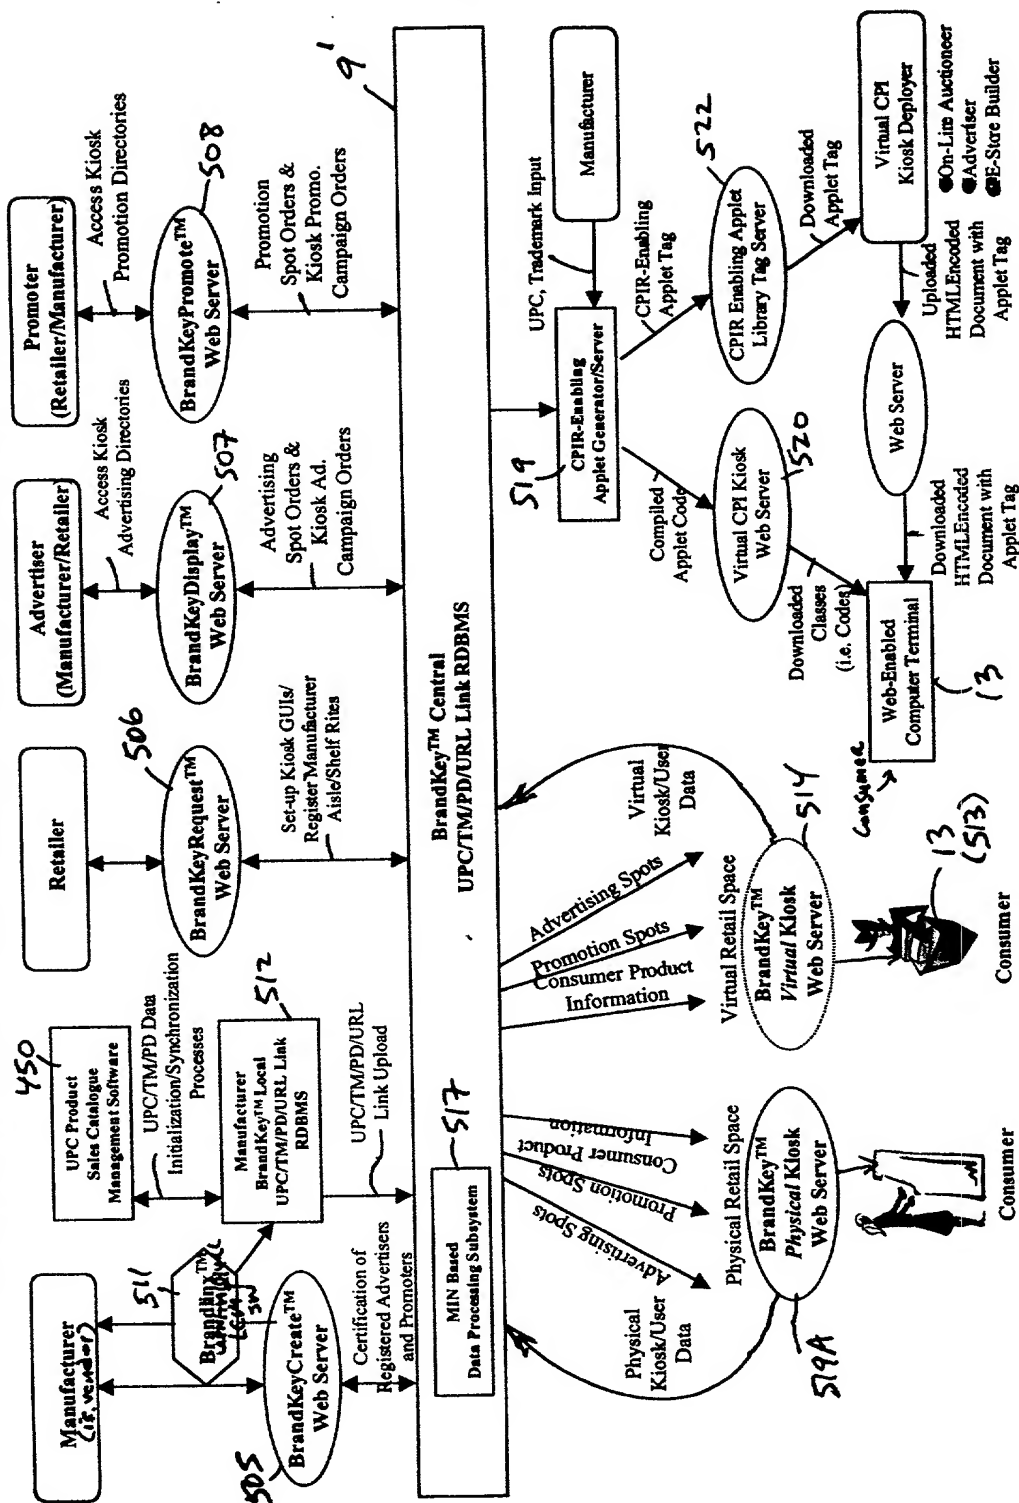 Manufacturer
(ie. vendor)
511
505
BrandKeyCreate™
Web Server
Certification of
Registered Advertisers
and Promoters
450
UPC Product
Sales Catalogue
Management Software
UPC/TM/PD Data
Initialization/Synchronization
Processes
512
Manufacturer
BrandKey™ Local
UPC/TM/PD/URL Link
RDBMS
UPC/TM/PD/URL
Link Upload
Retailer
506
BrandKeyRequest™
Web Server
Set-up Kiosk GUIs/
Register Manufacturer
Aisle/Shelf Rites
Advertiser
(Manufacturer/Retailer)
Access Kiosk
Advertising Directories
507
BrandKeyDisplay™
Web Server
Advertising
Spot Orders &
Kiosk Ad.
Campaign Orders
Promoter
(Retailer/Manufacturer)
Access Kiosk
Promotion Directories
508
BrandKeyPromote™
Web Server
Promotion
Spot Orders &
Kiosk Promo.
Campaign Orders
9'
BrandKey™ Central
UPC/TM/PD/URL Link RDBMS
MIN Based
Data Processing Subsystem
517
Physical
Kiosk/User
Data
Advertising Spots
Promotion Spots
Consumer Product
Information
Physical Retail Space
BrandKey™
Physical Kiosk
Web Server
519A
Consumer
Advertising Spots
Promotion Spots
Consumer Product
Information
Virtual
Kiosk/User
Data
Virtual Retail Space
BrandKey™
Virtual Kiosk
Web Server
514
13
(513)
Consumer
Manufacturer
UPC, Trademark Input
519
CPIR-Enabling
Applet Generator/Server
CPIR-Enabling
Applet Tag
522
CPIR Enabling Applet
Library Tag Server
Downloaded
Applet Tag
Virtual CPI
Kiosk Deployer
On-Lite Auctioneer
Advertiser
E-Store Builder
Compiled
Applet Code
Virtual CPI Kiosk
Web Server
520
Uploaded
HTMLEncoded
Document with
Applet Tag
Web Server
Downloaded
Classes
(i.e. Codes)
Downloaded
HTMLEncoded
Document with
Applet Tag
Consumer
Web-Enabled
Computer Terminal
13